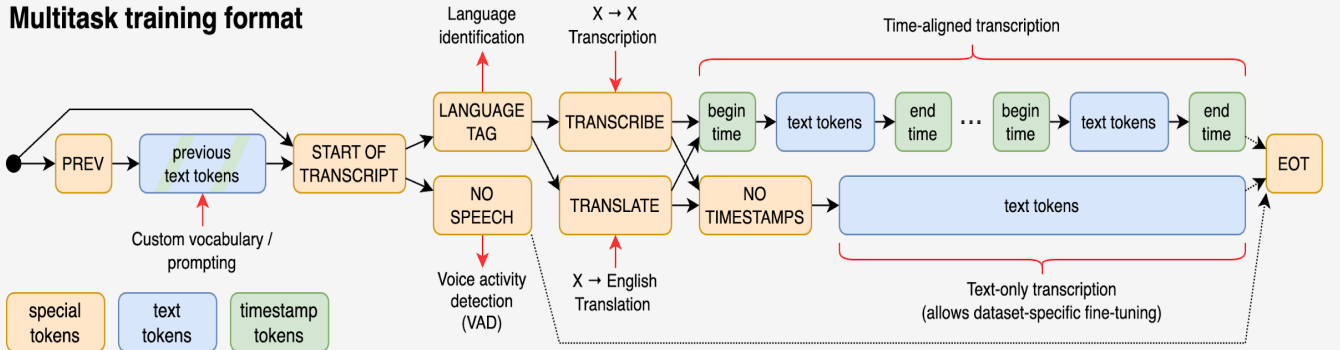 Multitask training format
Language
identification
X → X
Transcription
Time-aligned transcription
PREV
previous
text tokens
START OF
TRANSCRIPT
LANGUAGE
TAG
NO
SPEECH
TRANSCRIBE
TRANSLATE
begin
time
text tokens
end
time
...
begin
time
text tokens
end
time
NO
TIMESTAMPS
text tokens
EOT
Custom vocabulary /
prompting
Voice activity
detection
(VAD)
X → English
Translation
Text-only transcription
(allows dataset-specific fine-tuning)
special
tokens
text
tokens
timestamp
tokens